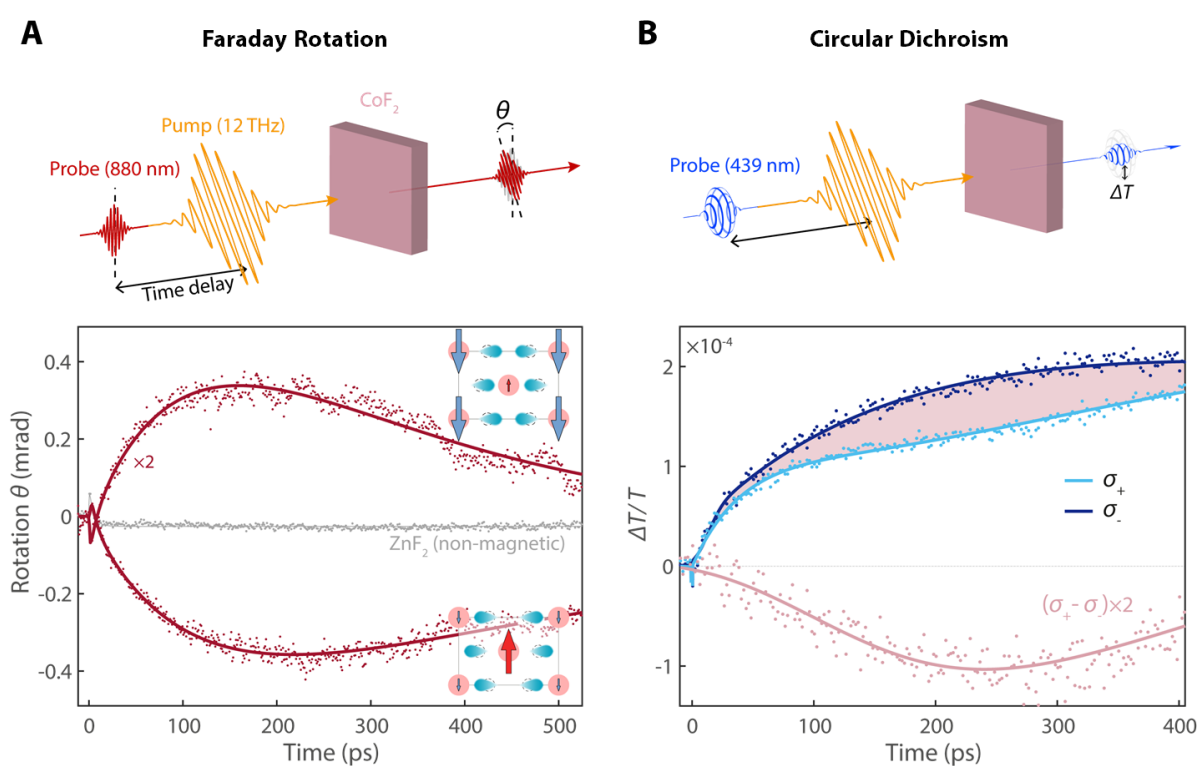 A
Faraday Rotation
CoF₂
Pump (12 THz)
Probe (880 nm)
θ
Time delay
Rotation θ (mrad)
0.4
0.2
0
-0.2
-0.4
×2
ZnF₂ (non-magnetic)
0
100
200
300
400
500
Time (ps)
B
Circular Dichroism
Probe (439 nm)
ΔT
×10⁻⁴
ΔT/T
2
1
0
-1
σ₊
σ₋
(σ₊-σ₋)×2
0
100
200
300
400
Time (ps)